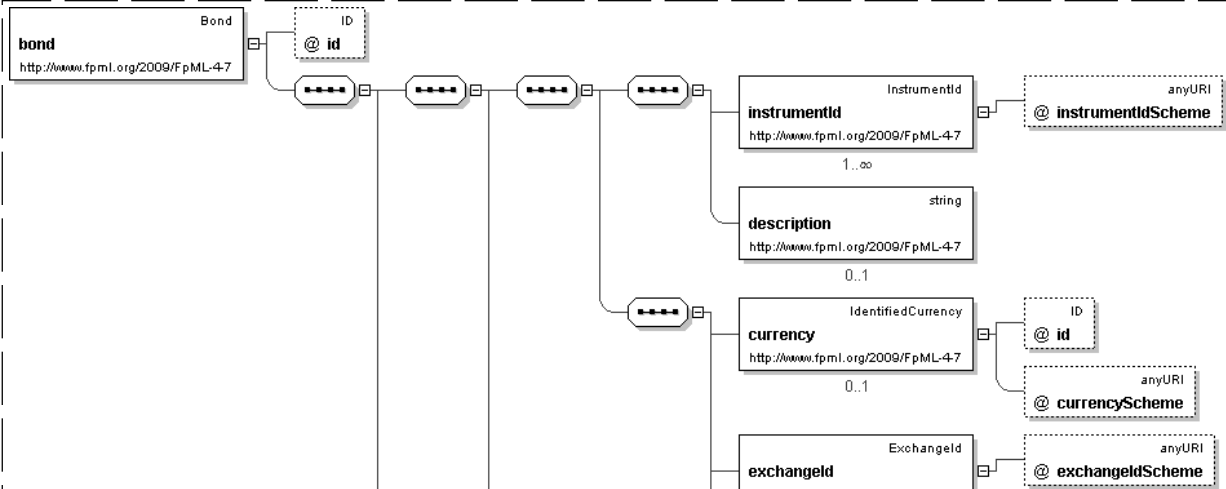 Bond
bond
http://www.fpml.org/2009/FpML-4-7
ID
@ id
InstrumentId
instrumentId
http://www.fpml.org/2009/FpML-4-7
1..∞
anyURI
@ instrumentIdScheme
string
description
http://www.fpml.org/2009/FpML-4-7
0..1
IdentifiedCurrency
currency
http://www.fpml.org/2009/FpML-4-7
0..1
ID
@ id
anyURI
@ currencyScheme
ExchangeId
exchangeId
anyURI
@ exchangeIdScheme